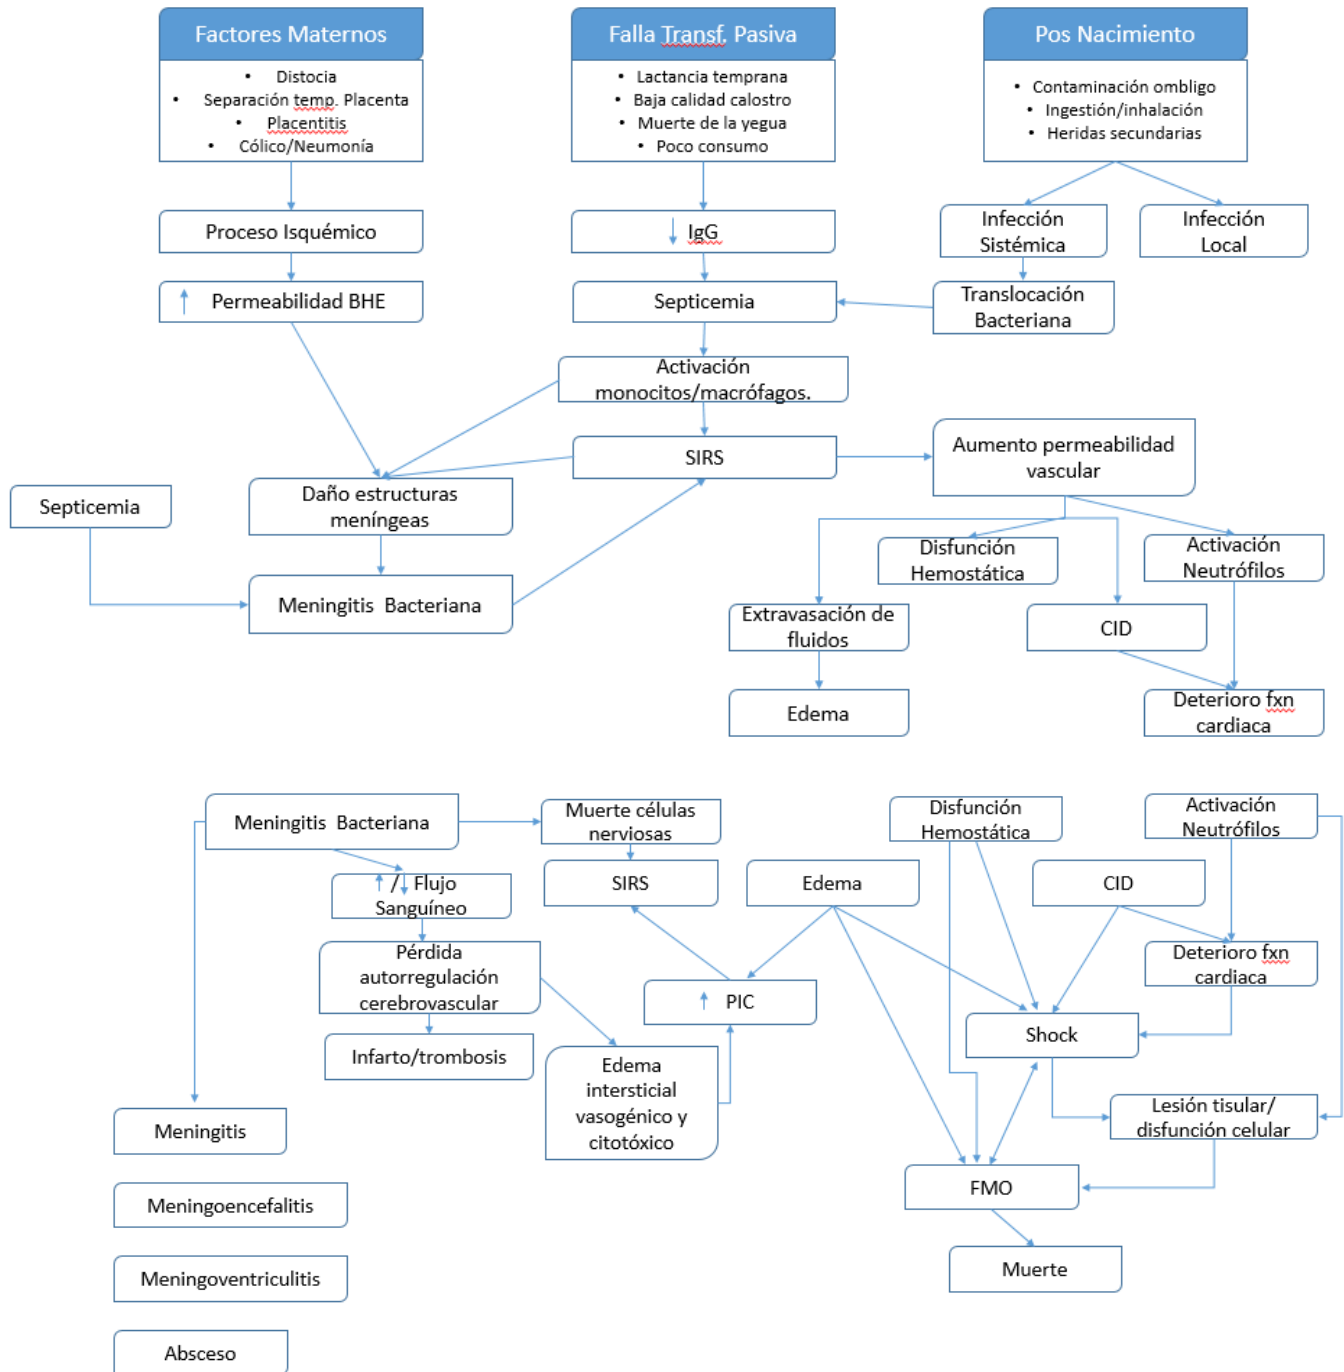 Factores Maternos
• Distocia
• Separación temp. Placenta
• Placentitis
• Cólico/Neumonía
Falla Transf. Pasiva
• Lactancia temprana
• Baja calidad calostro
• Muerte de la yegua
• Poco consumo
Pos Nacimiento
• Contaminación ombligo
• Ingestión/inhalación
• Heridas secundarias
Proceso Isquémico
↓ IgG
Infección
Sistémica
Infección
Local
↑ Permeabilidad BHE
Septicemia
Translocación
Bacteriana
Activación
monocitos/macrófagos.
SIRS
Aumento permeabilidad
vascular
Septicemia
Daño estructuras
meníngeas
Disfunción
Hemostática
Activación
Neutrófilos
Meningitis Bacteriana
Extravasación de
fluidos
CID
Edema
Deterioro fxn
cardiaca
Meningitis Bacteriana
Muerte células
nerviosas
Disfunción
Hemostática
Activación
Neutrófilos
↑/↓ Flujo
Sanguíneo
SIRS
Edema
CID
Pérdida
autorregulación
cerebrovascular
Deterioro fxn
cardiaca
↑ PIC
Infarto/trombosis
Shock
Edema
intersticial
vasogénico y
citotóxico
Meningitis
Lesión tisular/
disfunción celular
Meningoencefalitis
FMO
Meningoventriculitis
Muerte
Absceso